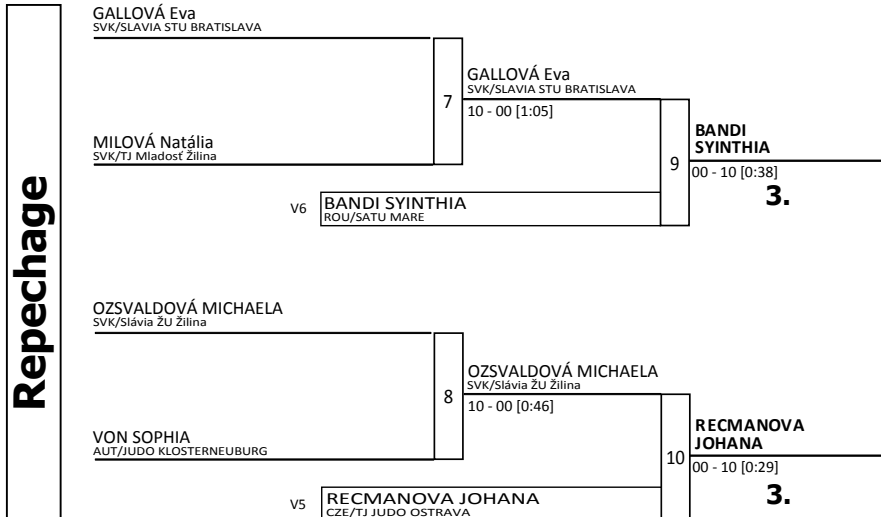 Repechage
GALLOVÁ Eva
SVK/SLAVIA STU BRATISLAVA
MILOVÁ Natália
SVK/TJ Mladosť Žilina
7
GALLOVÁ Eva
SVK/SLAVIA STU BRATISLAVA
10 - 00 [1:05]
V6
BANDI SYINTHIA
ROU/SATU MARE
9
BANDI
SYINTHIA
00 - 10 [0:38]
3.
OZSVALDOVÁ MICHAELA
SVK/Slávia ŽU Žilina
VON SOPHIA
AUT/JUDO KLOSTERNEUBURG
8
OZSVALDOVÁ MICHAELA
SVK/Slávia ŽU Žilina
10 - 00 [0:46]
V5
RECMANOVA JOHANA
CZE/TJ JUDO OSTRAVA
10
RECMANOVA
JOHANA
00 - 10 [0:29]
3.